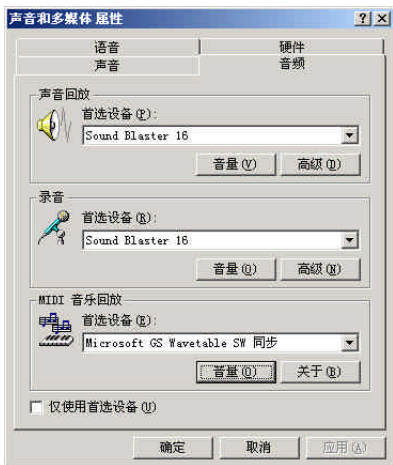 声音和多媒体 属性
语音 硬件
声音 音频
声音回放
首选设备(P):
Sound Blaster 16
音量(V) 高级(D)
录音
首选设备(R):
Sound Blaster 16
音量(O) 高级(N)
MIDI 音乐回放
首选设备(E):
Microsoft GS Wavetable SW 同步
音量(O) 关于(B)
仅使用首选设备(U)
确定 取消 应用(A)